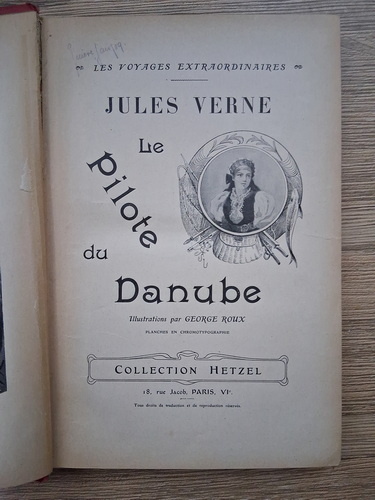 LES VOYAGES EXTRAORDINAIRES
JULES VERNE
Le
Pilote
du
Danube
Illustrations par GEORGE ROUX
PLANCHES EN CHROMOTYPOGRAPHIE
COLLECTION HETZEL
18, rue Jacob, PARIS, VIe.
Tous droits de traduction et de reproduction réservés.